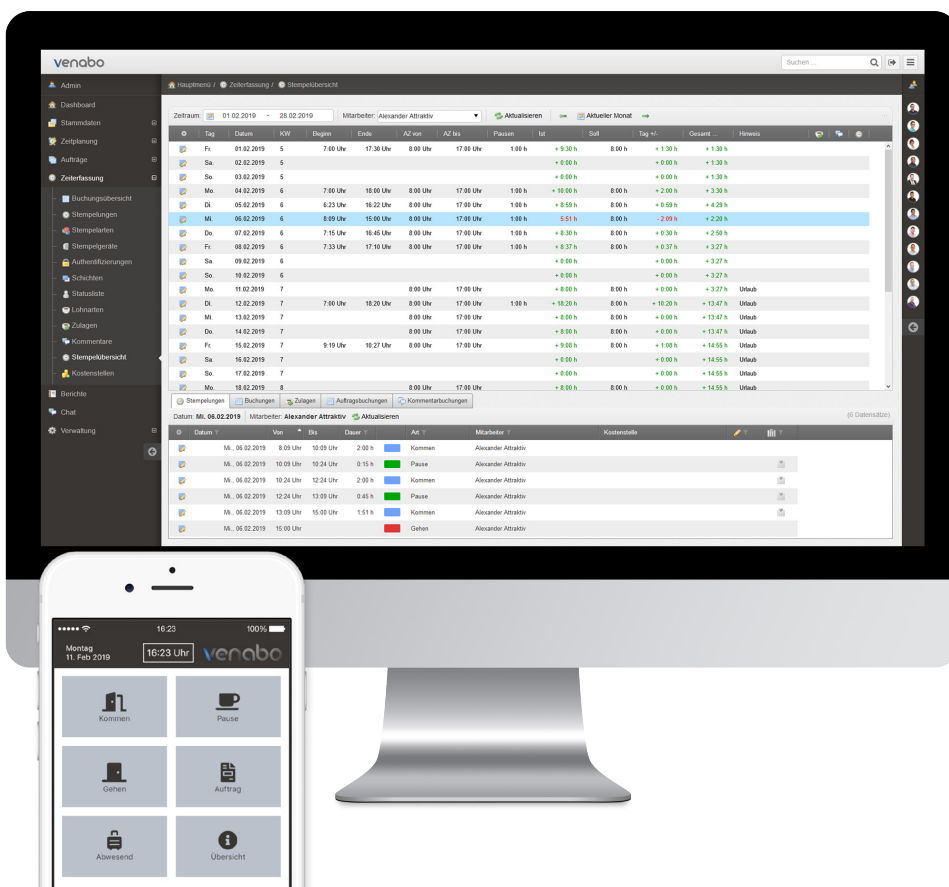 venabo
Suchen ...
Admin
Hauptmenü / Zeiterfassung / Stempelübersicht
Dashboard
Stammdaten
Zeitplanung
Aufträge
Zeiterfassung
Buchungsübersicht
Stempelungen
Stempelarten
Stempelgeräte
Authentifizierungen
Schichten
Statusliste
Lohnarten
Zulagen
Kommentare
Stempelübersicht
Kostenstellen
Berichte
Chat
Verwaltung
Zeitraum: 01.02.2019 - 28.02.2019 Mitarbeiter: Alexander Attraktiv Aktualisieren Aktueller Monat
Tag Datum KW Beginn Ende AZ von AZ bis Pausen Ist Soll Tag +/- Gesamt ... Hinweis
Fr. 01.02.2019 5 7:00 Uhr 17:30 Uhr 8:00 Uhr 17:00 Uhr 1:00 h + 9:30 h 8:00 h + 1:30 h + 1:30 h
Sa. 02.02.2019 5 + 0:00 h + 0:00 h + 1:30 h
So. 03.02.2019 5 + 0:00 h + 0:00 h + 1:30 h
Mo. 04.02.2019 6 7:00 Uhr 18:00 Uhr 8:00 Uhr 17:00 Uhr 1:00 h + 10:00 h 8:00 h + 2:00 h + 3:30 h
Di. 05.02.2019 6 6:23 Uhr 16:22 Uhr 8:00 Uhr 17:00 Uhr 1:00 h + 8:59 h 8:00 h + 0:59 h + 4:29 h
Mi. 06.02.2019 6 8:09 Uhr 15:00 Uhr 8:00 Uhr 17:00 Uhr 1:00 h 5:51 h 8:00 h - 2:09 h + 2:20 h
Do. 07.02.2019 6 7:15 Uhr 16:45 Uhr 8:00 Uhr 17:00 Uhr 1:00 h + 8:30 h 8:00 h + 0:30 h + 2:50 h
Fr. 08.02.2019 6 7:33 Uhr 17:10 Uhr 8:00 Uhr 17:00 Uhr 1:00 h + 8:37 h 8:00 h + 0:37 h + 3:27 h
Sa. 09.02.2019 6 + 0:00 h + 0:00 h + 3:27 h
So. 10.02.2019 6 + 0:00 h + 0:00 h + 3:27 h
Mo. 11.02.2019 7 8:00 Uhr 17:00 Uhr + 8:00 h 8:00 h + 0:00 h + 3:27 h Urlaub
Di. 12.02.2019 7 7:00 Uhr 18:20 Uhr 8:00 Uhr 17:00 Uhr 1:00 h + 18:20 h 8:00 h + 10:20 h + 13:47 h Urlaub
Mi. 13.02.2019 7 8:00 Uhr 17:00 Uhr + 8:00 h 8:00 h + 0:00 h + 13:47 h Urlaub
Do. 14.02.2019 7 8:00 Uhr 17:00 Uhr + 8:00 h 8:00 h + 0:00 h + 13:47 h Urlaub
Fr. 15.02.2019 7 9:19 Uhr 10:27 Uhr 8:00 Uhr 17:00 Uhr + 9:08 h 8:00 h + 1:08 h + 14:55 h Urlaub
Sa. 16.02.2019 7 + 0:00 h + 0:00 h + 14:55 h Urlaub
So. 17.02.2019 7 + 0:00 h + 0:00 h + 14:55 h Urlaub
Mo. 18.02.2019 8 8:00 Uhr 17:00 Uhr + 8:00 h 8:00 h + 0:00 h + 14:55 h Urlaub
Stempelungen Buchungen Zulagen Auftragsbuchungen Kommentarbuchungen
Datum: Mi. 06.02.2019 Mitarbeiter: Alexander Attraktiv Aktualisieren (6 Datensätze)
Datum Von Bis Dauer Art Mitarbeiter Kostenstelle
Mi., 06.02.2019 8:09 Uhr 10:09 Uhr 2:00 h Kommen Alexander Attraktiv
Mi., 06.02.2019 10:09 Uhr 10:24 Uhr 0:15 h Pause Alexander Attraktiv
Mi., 06.02.2019 10:24 Uhr 12:24 Uhr 2:00 h Kommen Alexander Attraktiv
Mi., 06.02.2019 12:24 Uhr 13:09 Uhr 0:45 h Pause Alexander Attraktiv
Mi., 06.02.2019 13:09 Uhr 15:00 Uhr 1:51 h Kommen Alexander Attraktiv
Mi., 06.02.2019 15:00 Uhr Gehen Alexander Attraktiv
16:23 100%
Montag
11. Feb 2019
16:23 Uhr
venabo
Kommen Pause
Gehen Auftrag
Abwesend Übersicht